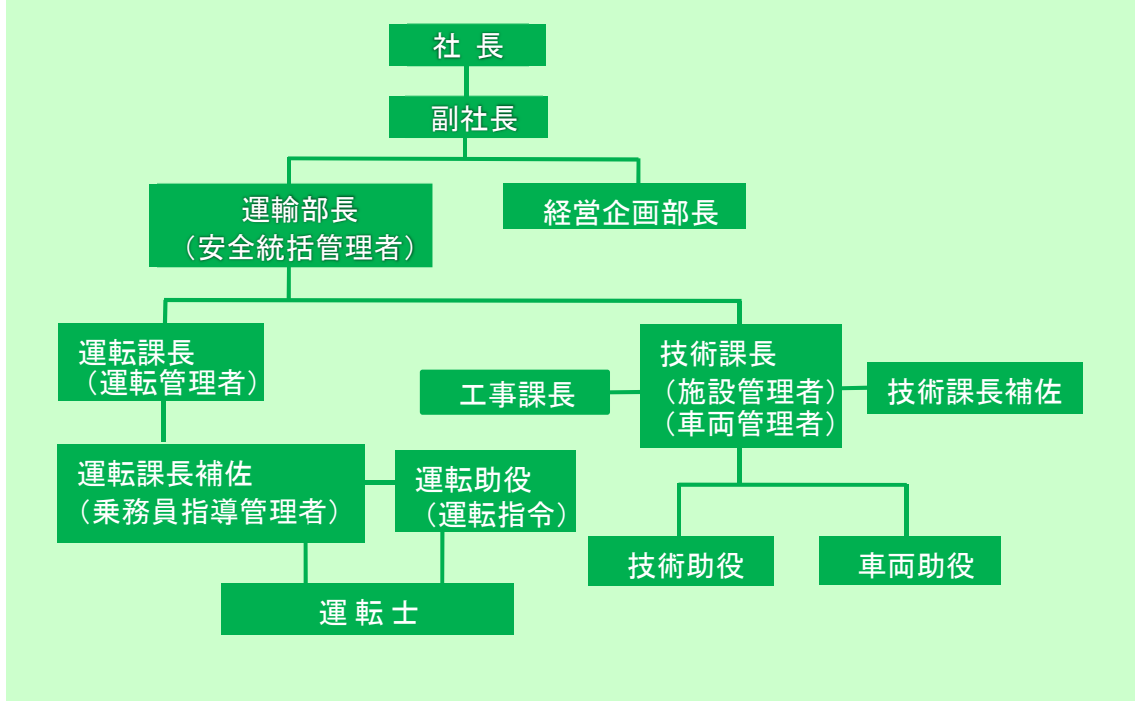 社 長
副社長
運輸部長
（安全統括管理者）
経営企画部長
運転課長
（運転管理者）
技術課長
（施設管理者）
（車両管理者）
工事課長
技術課長補佐
運転課長補佐
（乗務員指導管理者）
運転助役
（運転指令）
技術助役
車両助役
運 転 士